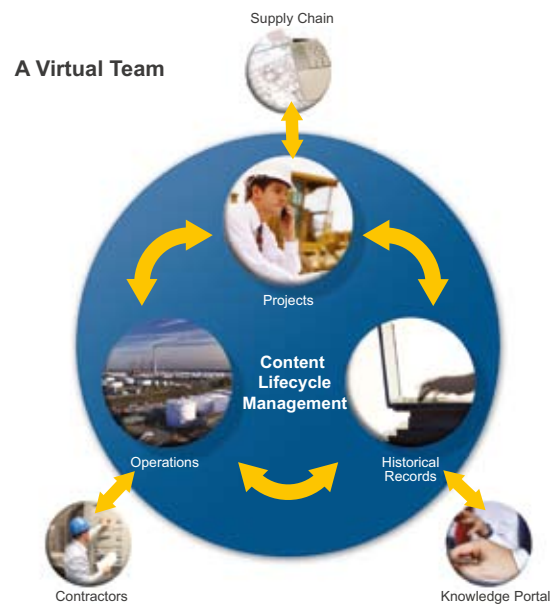 Supply Chain
A Virtual Team
Projects
Content
Lifecycle
Management
Operations
Historical
Records
Contractors
Knowledge Portal